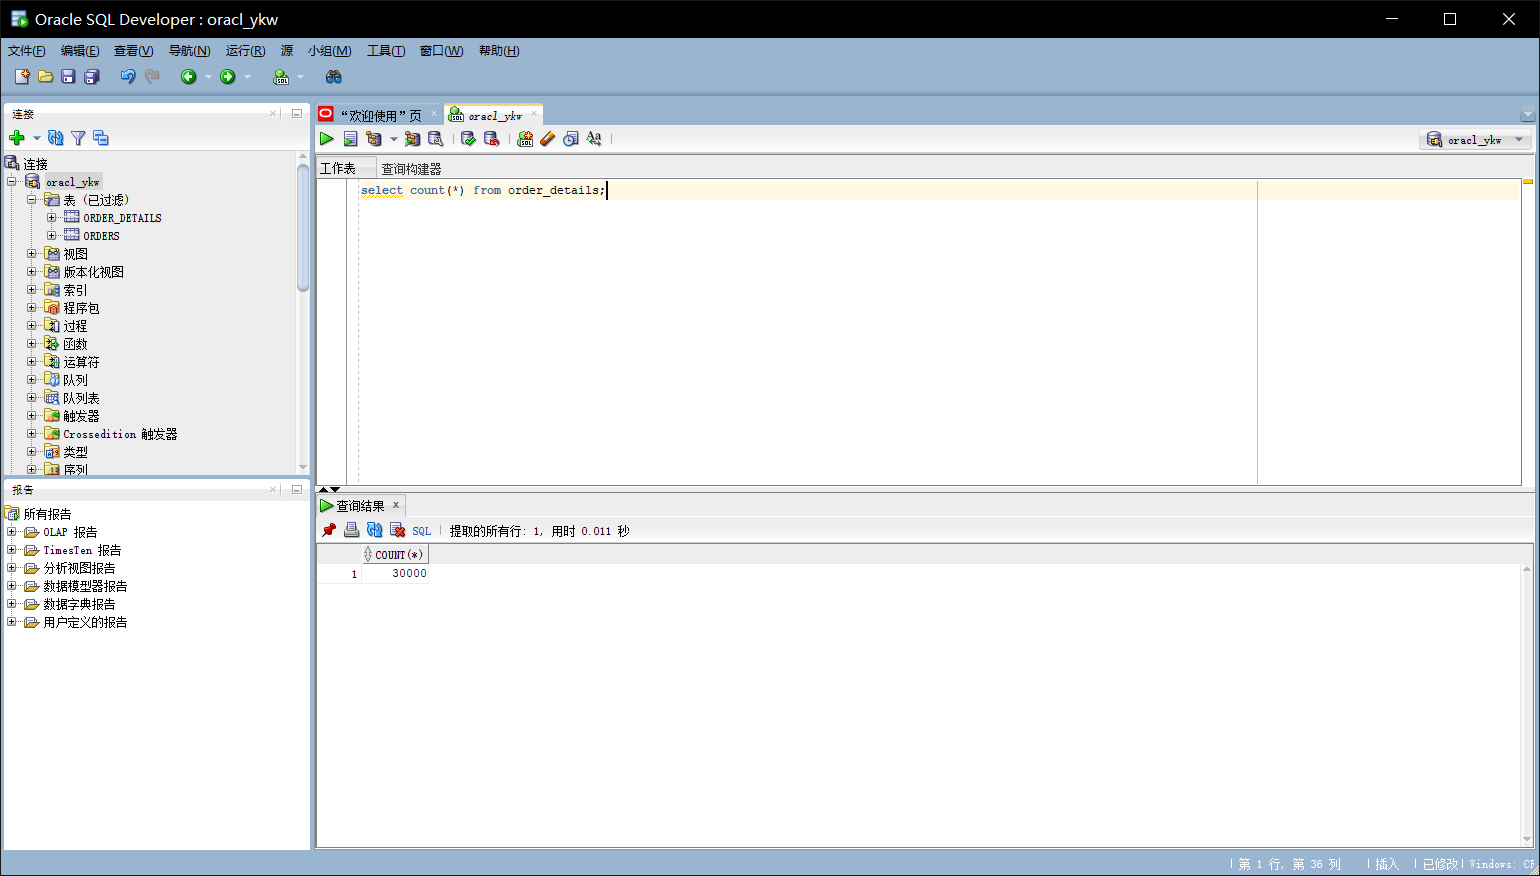 Oracle SQL Developer : oracl_ykw
文件(F) 编辑(E) 查看(V) 导航(N) 运行(R) 源 小组(M) 工具(T) 窗口(W) 帮助(H)
连接
连接
oracl_ykw
表 (已过滤)
ORDER_DETAILS
ORDERS
视图
版本化视图
索引
程序包
过程
函数
运算符
队列
队列表
触发器
Crossedition 触发器
类型
序列
报告
所有报告
OLAP 报告
TimesTen 报告
分析视图报告
数据模型器报告
数据字典报告
用户定义的报告
“欢迎使用”页 oracl_ykw
oracl_ykw
工作表 查询构建器
select count(*) from order_details;
查询结果
SQL | 提取的所有行: 1, 用时 0.011 秒
COUNT(*)
1 30000
| 第 1 行, 第 36 列 | 插入 | 已修改 | Windows: CF